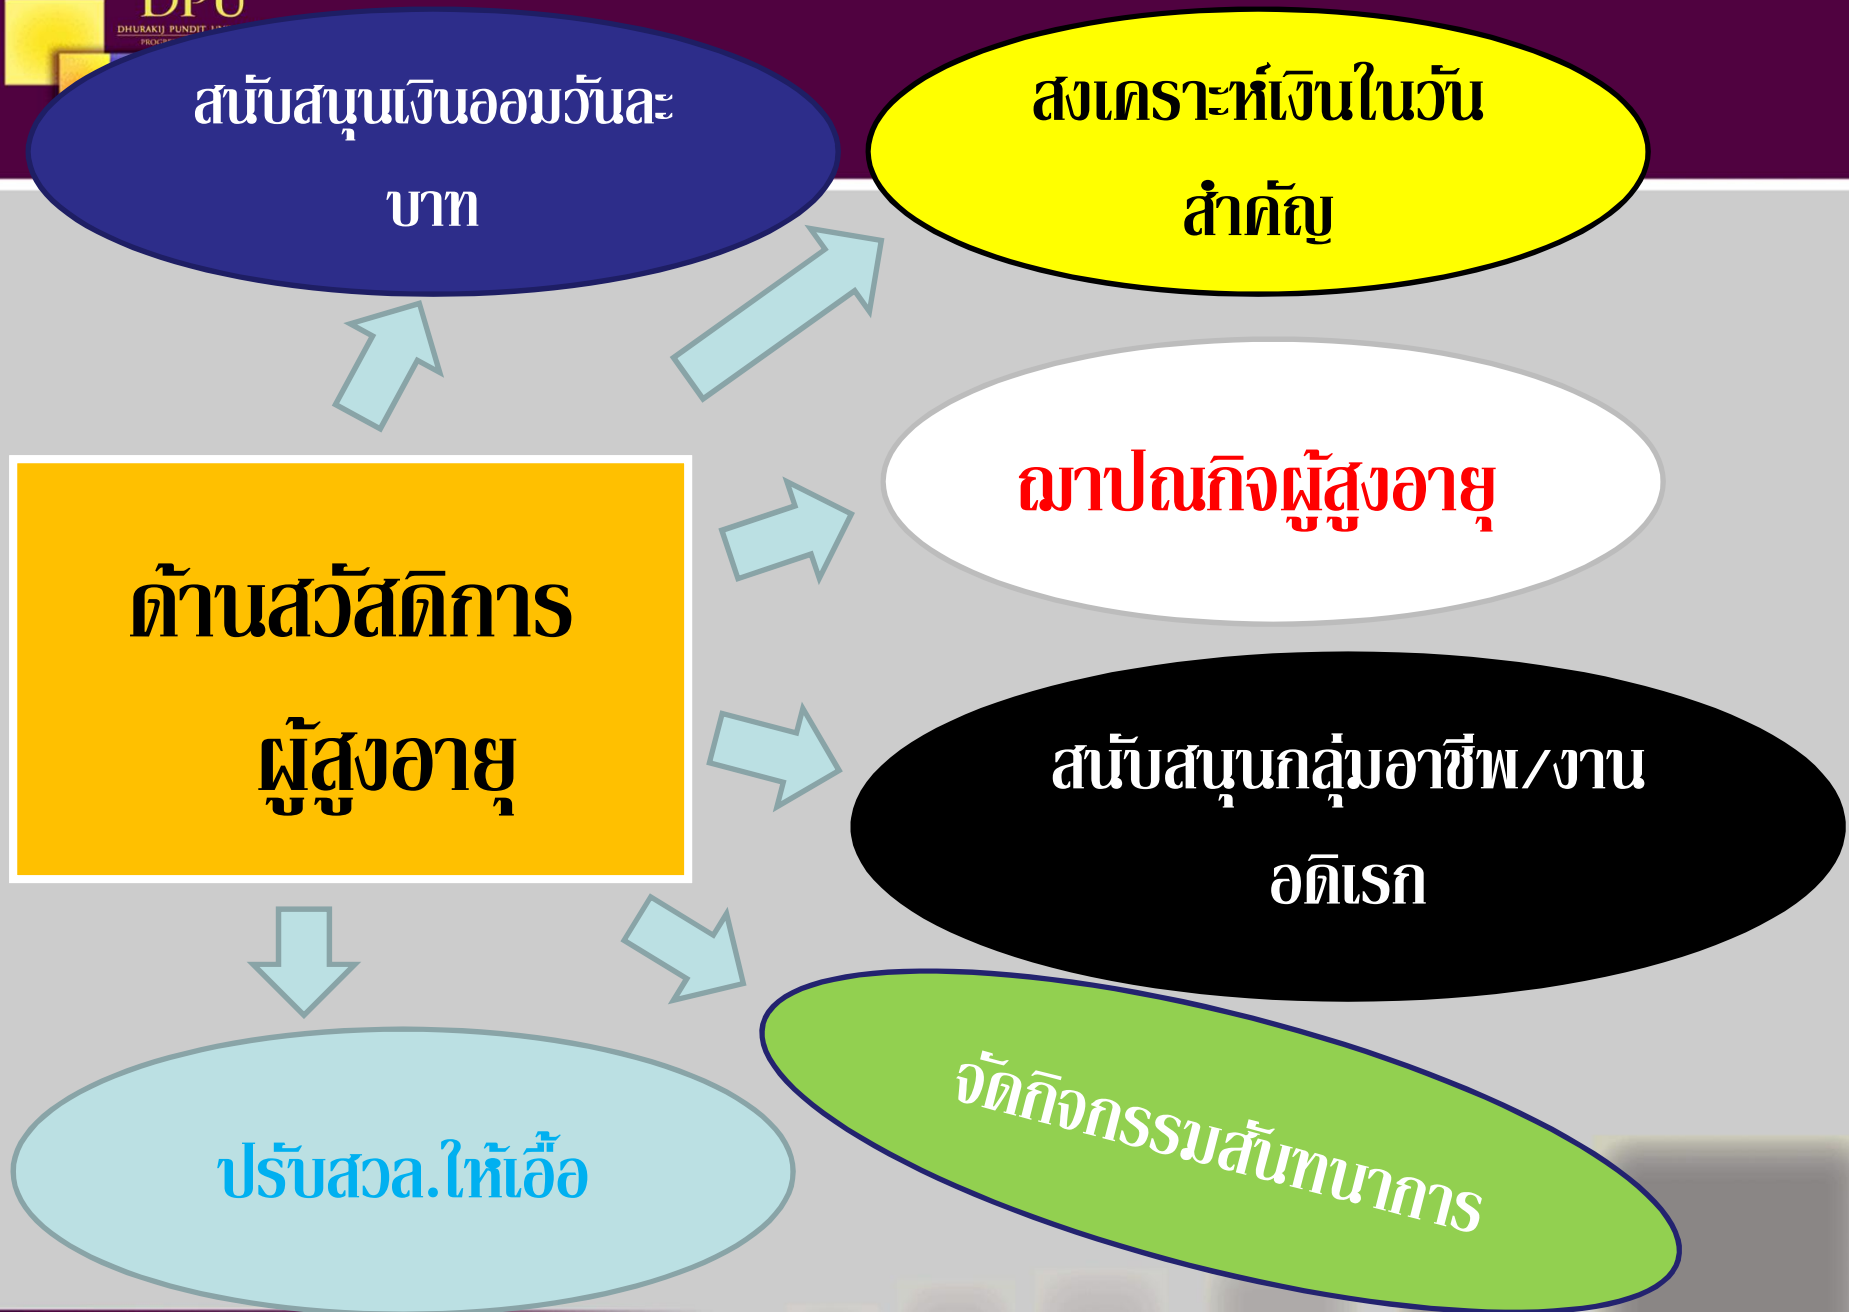 DPU
DHURAKIJ PUNDIT
สนับสนุนเงินออมวันละ
บาท
สงเคราะห์เงินในวัน
สำคัญ
ฌาปณกิจผู้สูงอายุ
ด้านสวัสดิการ
ผู้สูงอายุ
สนับสนุนกลุ่มอาชีพ/งาน
อดิเรก
จัดกิจกรรมสันทนาการ
ปรับสวล.ให้เอื้อ